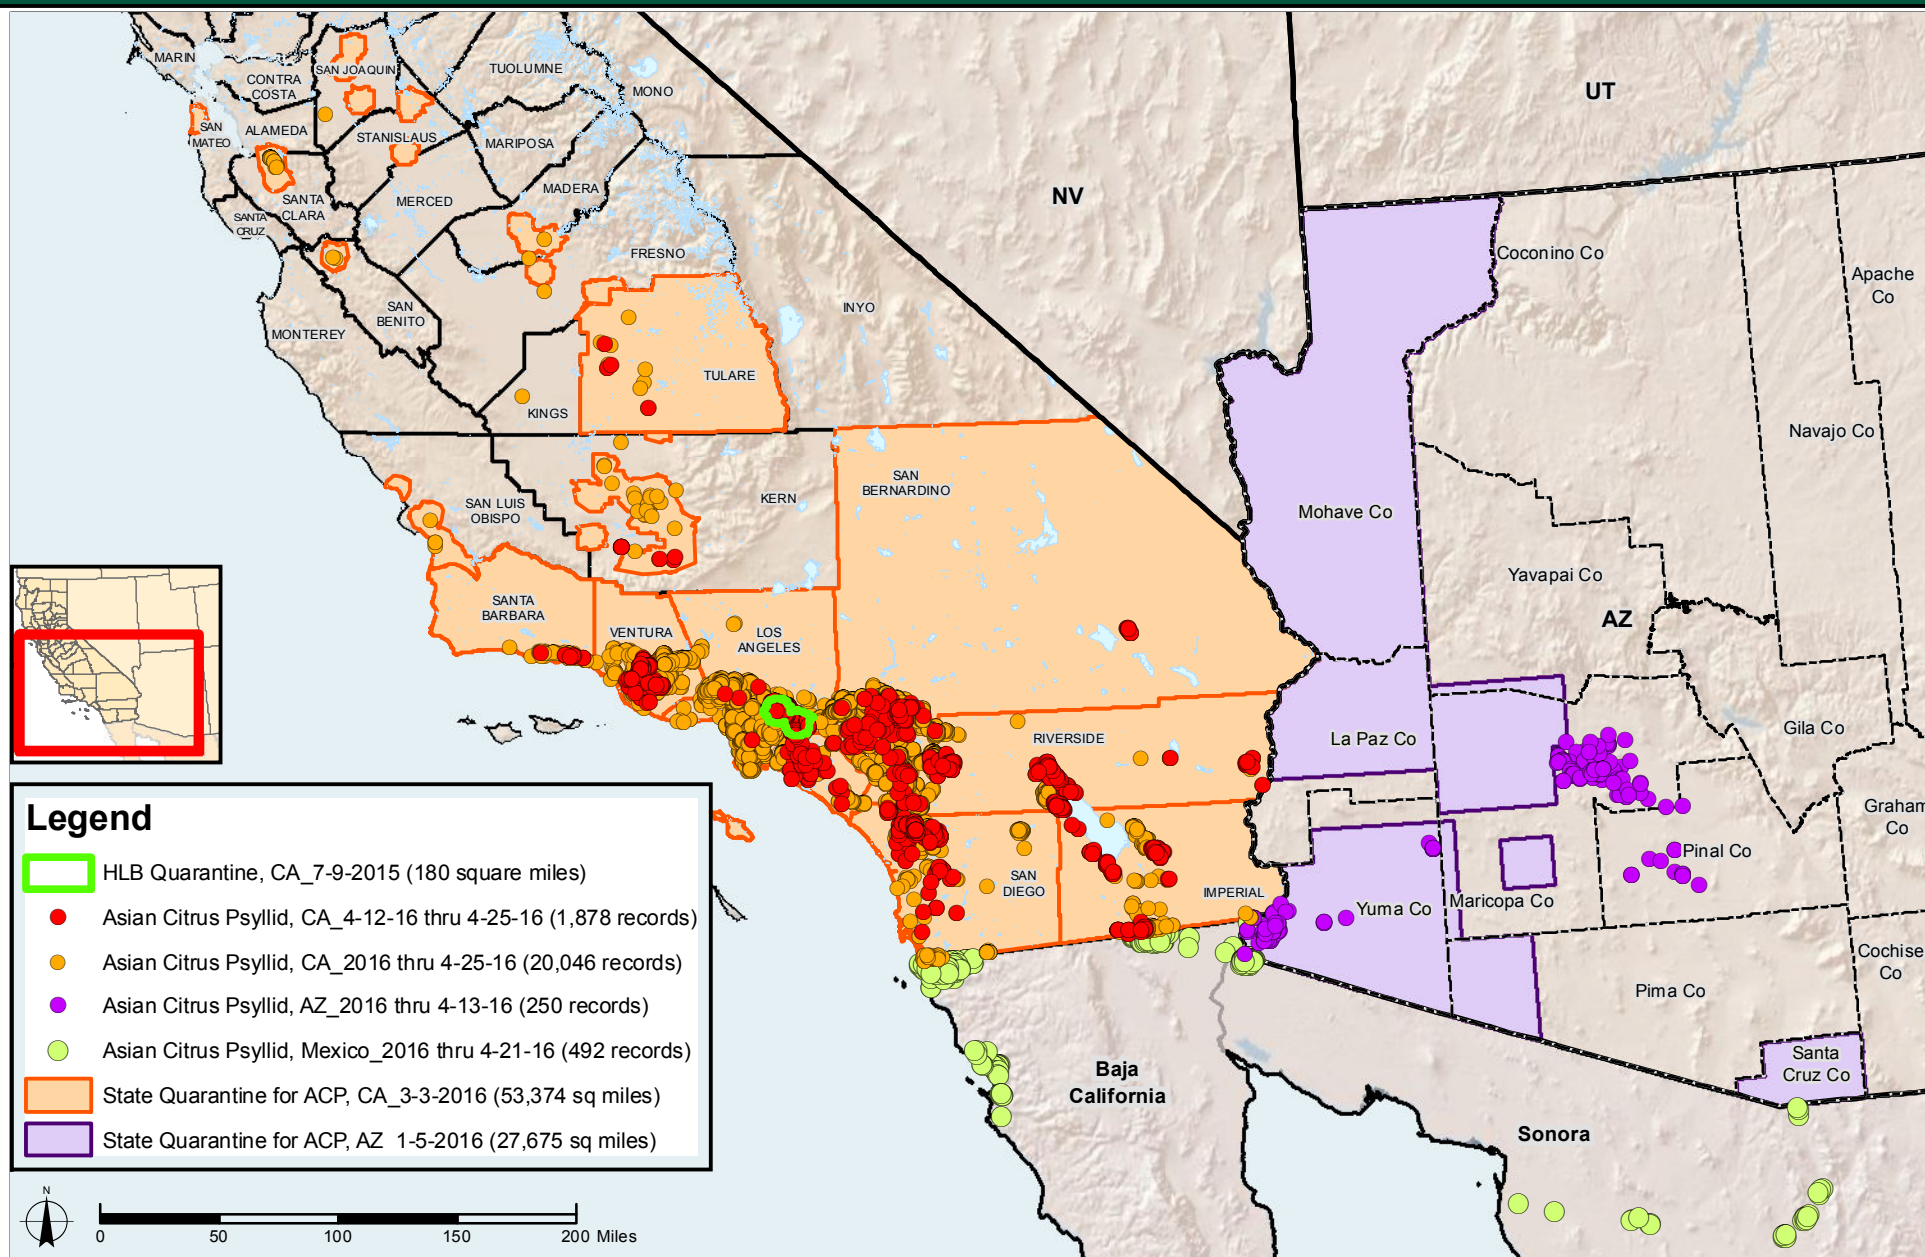 MARIN
CONTRA
COSTA
SAN JOAQUIN
TUOLUMNE
MONO
UT
SAN
MATEO
ALAMEDA
STANISLAUS
MARIPOSA
NV
SANTA
CLARA
SANTA
CRUZ
MERCED
MADERA
FRESNO
Coconino Co
Apache
Co
MONTEREY
SAN
BENITO
INYO
TULARE
KINGS
Navajo Co
SAN LUIS
OBISPO
KERN
SAN
BERNARDINO
Mohave Co
Yavapai Co
AZ
SANTA
BARBARA
VENTURA
LOS
ANGELES
RIVERSIDE
La Paz Co
Gila Co
Graham
Co
SAN
DIEGO
IMPERIAL
Yuma Co
Maricopa Co
Pinal Co
Cochise
Co
Pima Co
Santa
Cruz Co
Baja
California
Sonora
Legend
HLB Quarantine, CA_7-9-2015 (180 square miles)
Asian Citrus Psyllid, CA_4-12-16 thru 4-25-16 (1,878 records)
Asian Citrus Psyllid, CA_2016 thru 4-25-16 (20,046 records)
Asian Citrus Psyllid, AZ_2016 thru 4-13-16 (250 records)
Asian Citrus Psyllid, Mexico_2016 thru 4-21-16 (492 records)
State Quarantine for ACP, CA_3-3-2016 (53,374 sq miles)
State Quarantine for ACP, AZ 1-5-2016 (27,675 sq miles)
N
0 50 100 150 200 Miles